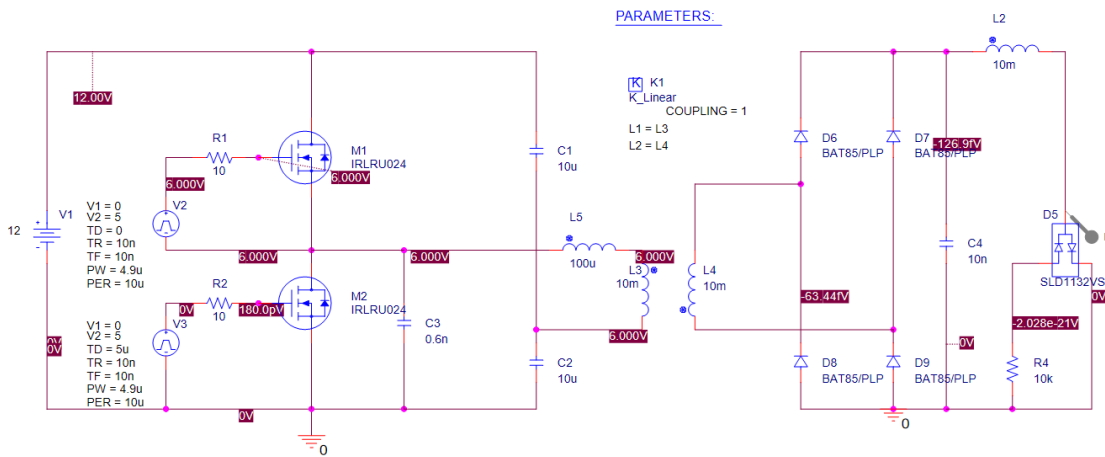 PARAMETERS:
L2
10m
K K1
K_Linear
COUPLING = 1
L1 = L3
L2 = L4
12.00V
R1
10
M1
IRLRU024
6.000V
6.000V
C1
10u
D6
BAT85/PLP
D7
BAT85/PLP
-126.9fV
V1
12
V1 = 0
V2 = 5
TD = 0
TR = 10n
TF = 10n
PW = 4.9u
PER = 10u
V2
L5
100u
6.000V
6.000V
6.000V
D5
SLD1132VS
C4
10n
L3
10m
L4
10m
R2
10
M2
IRLRU024
0V
180.0pV
V3
-63.44fV
0V
C3
0.6n
6.000V
-2.028e-21V
0V
0V
V1 = 0
V2 = 5
TD = 5u
TR = 10n
TF = 10n
PW = 4.9u
PER = 10u
C2
10u
D8
BAT85/PLP
D9
BAT85/PLP
R4
10k
0V
0
0